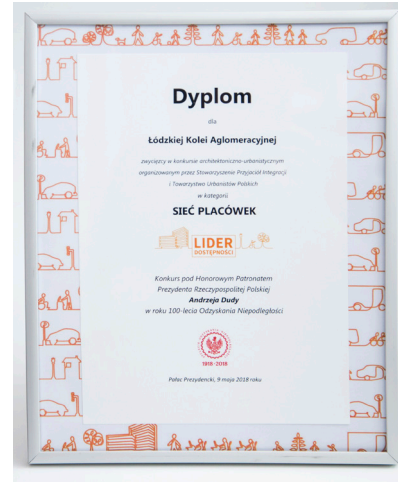 Dyplom
dla
Łódzkiej Kolei Aglomeracyjnej
zwycięzcy w konkursie architektoniczno-urbanistycznym
organizowanym przez Stowarzyszenie Przyjaciół Integracji
i Towarzystwo Urbanistów Polskich
w kategorii
SIEĆ PLACÓWEK
LIDER
DOSTĘPNOŚCI
Konkurs pod Honorowym Patronatem
Prezydenta Rzeczypospolitej Polskiej
Andrzeja Dudy
w roku 100-lecia Odzyskania Niepodległości
1918-2018
Pałac Prezydencki, 9 maja 2018 roku